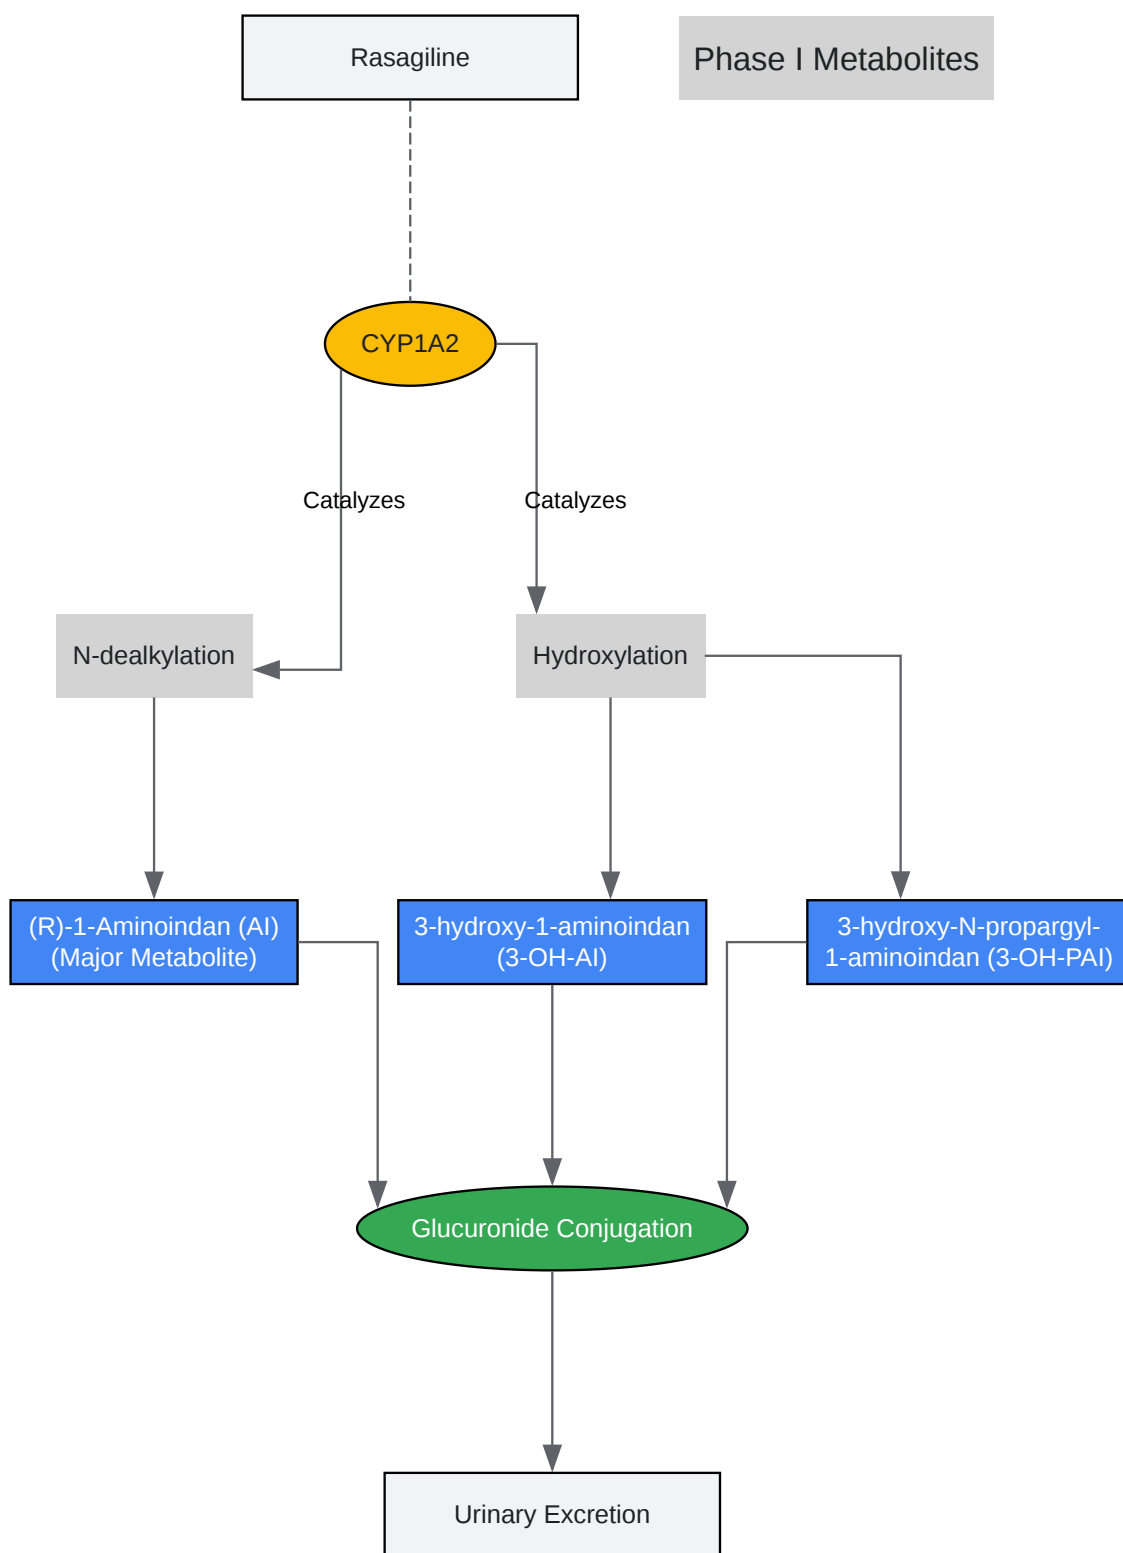 Rasagiline
Phase I Metabolites
CYP1A2
Catalyzes
Catalyzes
N-dealkylation
Hydroxylation
(R)-1-Aminoindan (AI)
(Major Metabolite)
3-hydroxy-1-aminoindan
(3-OH-AI)
3-hydroxy-N-propargyl-
1-aminoindan (3-OH-PAI)
Glucuronide Conjugation
Urinary Excretion